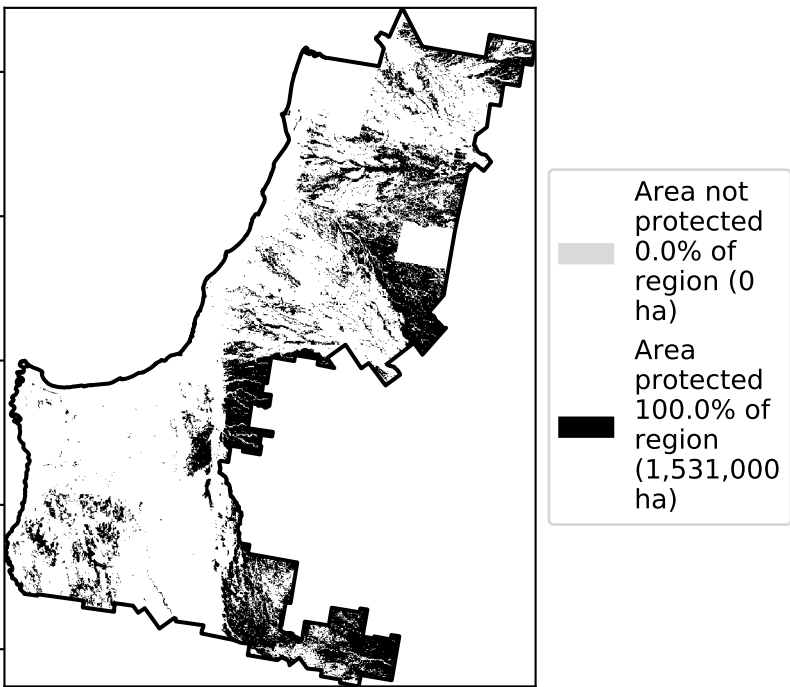 Area not
protected
0.0% of
region (0
ha)
Area
protected
100.0% of
region
(1,531,000
ha)